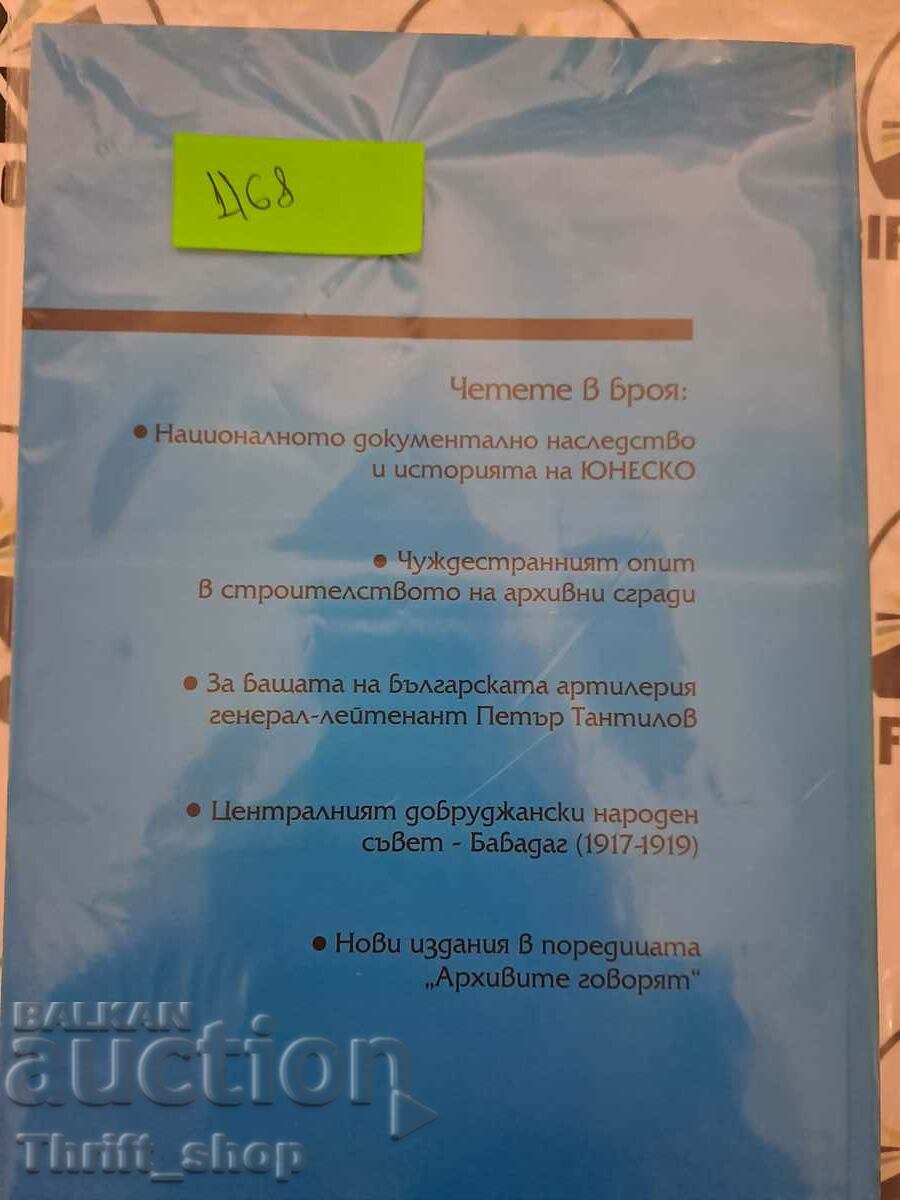 Д168
Четете в броя:
• Националното документално наследство
и историята на ЮНЕСКО
• Чуждестранният опит
в строителството на архивни сгради
• За бащата на българската артилерия
генерал-лейтенант Петър Тантилов
• Централният добруджански народен
съвет - Бабадаг (1917-1919)
• Нови издания в поредицата
„Архивите говорят“
BALKAN
auction
Thrift_shop